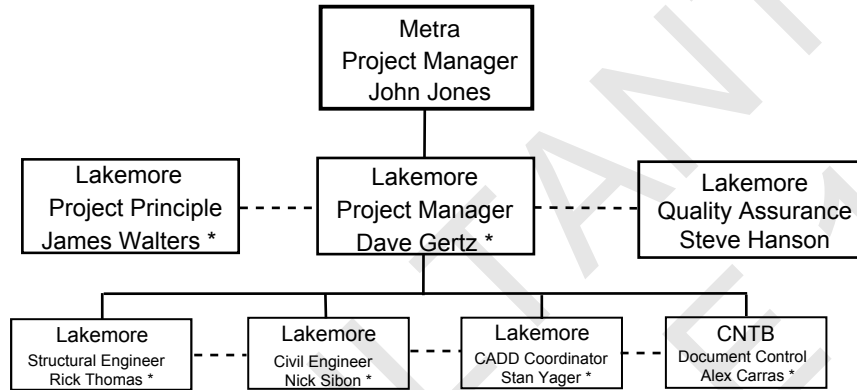 Metra
Project Manager
John Jones
Lakemore
Project Principle
James Walters *
Lakemore
Project Manager
Dave Gertz *
Lakemore
Quality Assurance
Steve Hanson
Lakemore
Structural Engineer
Rick Thomas *
Lakemore
Civil Engineer
Nick Sibon *
Lakemore
CADD Coordinator
Stan Yager *
CNTB
Document Control
Alex Carras *